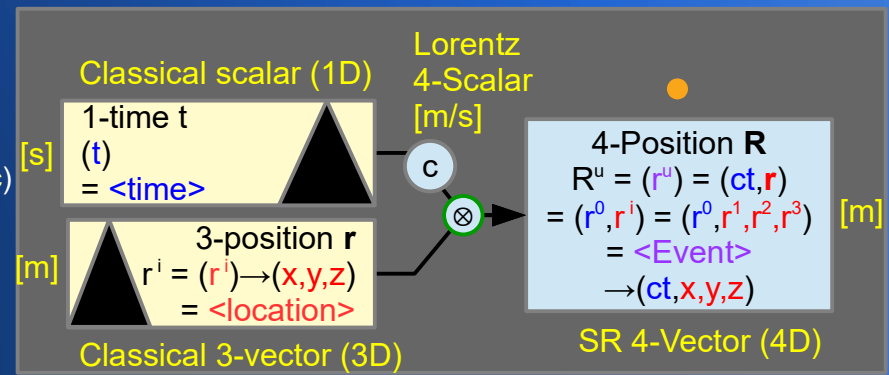 Lorentz
4-Scalar
[m/s]
Classical scalar (1D)
1-time t
(t)
= <time>
[s]
c)
c
⊗
3-position r
r^i = (r^i)→(x,y,z)
= <location>
[m]
Classical 3-vector (3D)
4-Position R
R^u = (r^u) = (ct,r)
= (r^0,r^i) = (r^0,r^1,r^2,r^3)
= <Event>
→(ct,x,y,z)
[m]
SR 4-Vector (4D)